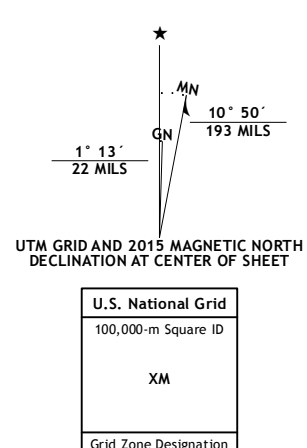 ★
MN
GN
10° 50´
193 MILS
1° 13´
22 MILS
UTM GRID AND 2015 MAGNETIC NORTH
DECLINATION AT CENTER OF SHEET
U.S. National Grid
100,000-m Square ID
XM
Grid Zone Designation